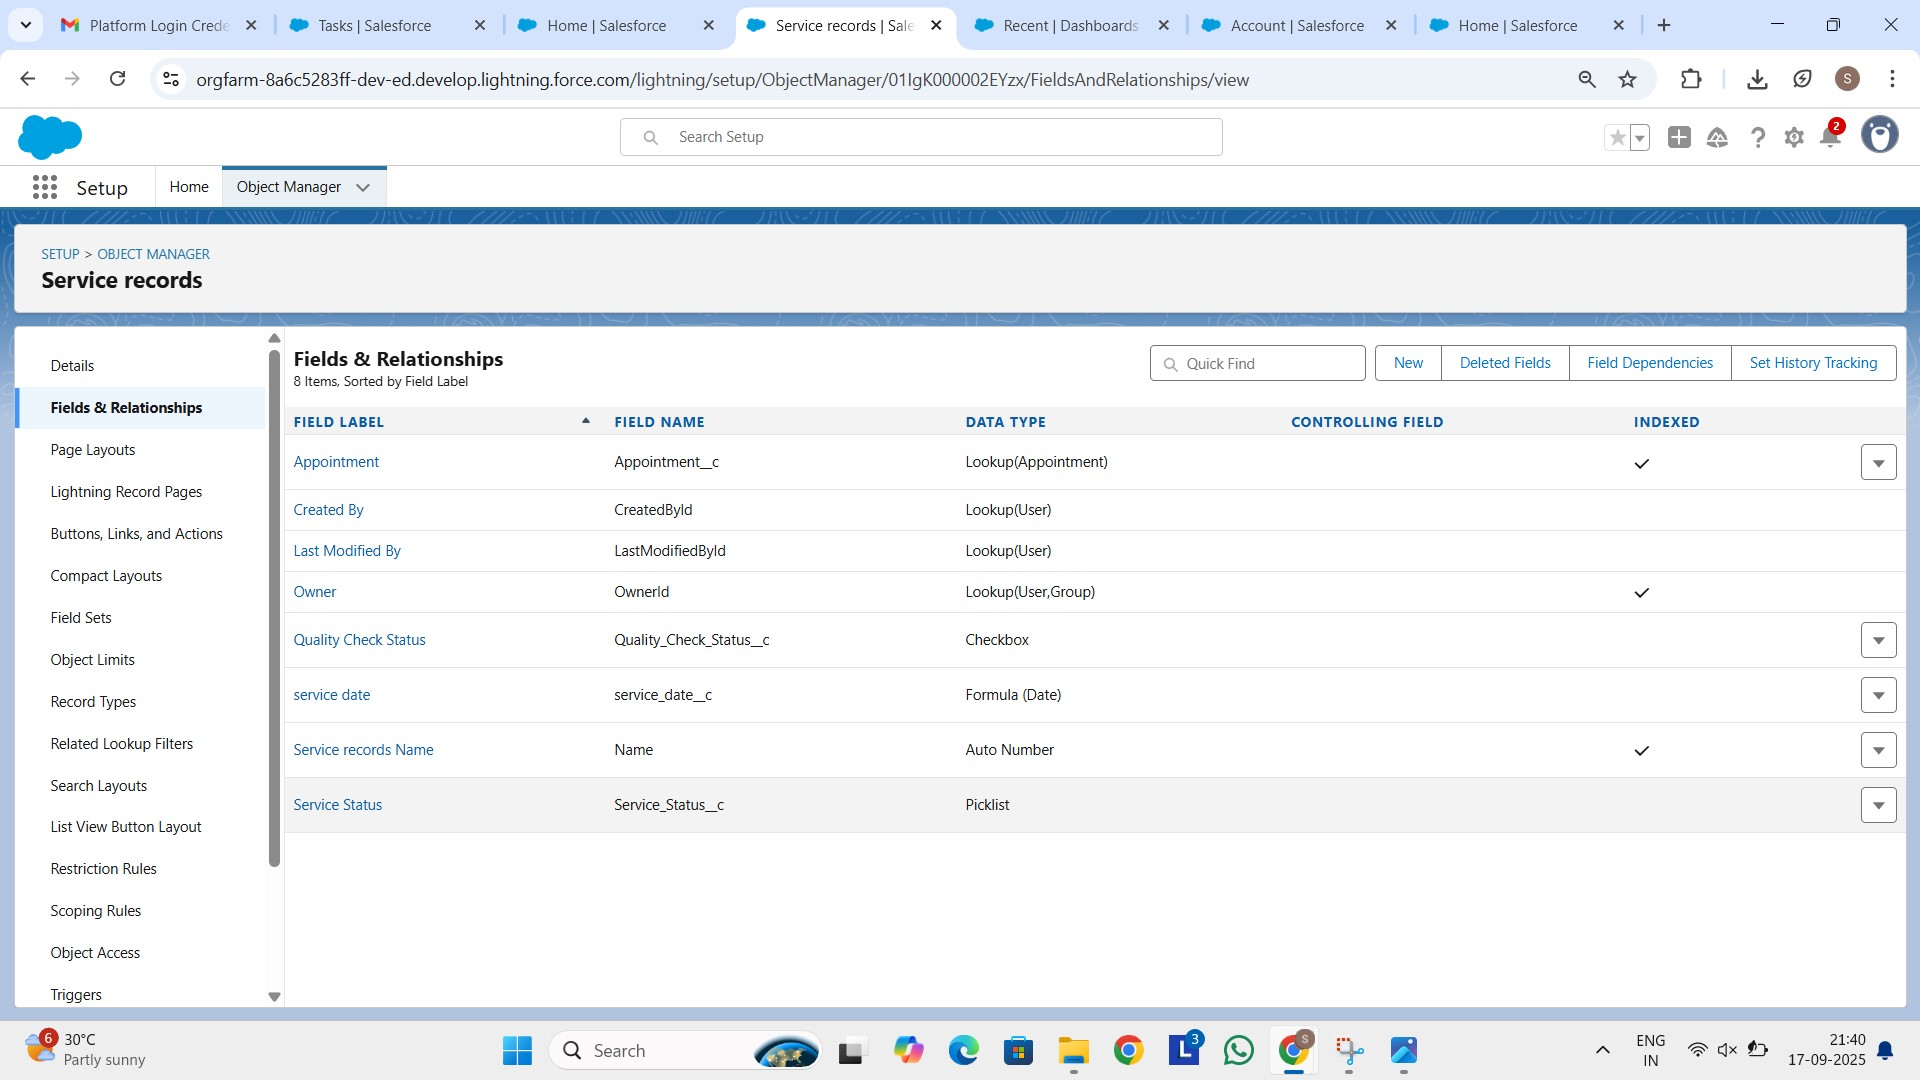 Platform Login Crede
Tasks | Salesforce
Home | Salesforce
Service records | Sale
Recent | Dashboards
Account | Salesforce
Home | Salesforce
orgfarm-8a6c5283ff-dev-ed.develop.lightning.force.com/lightning/setup/ObjectManager/01IgK000002EYzx/FieldsAndRelationships/view
S
Search Setup
2
Setup
Home
Object Manager
SETUP > OBJECT MANAGER
Service records
Details
Fields & Relationships
Page Layouts
Lightning Record Pages
Buttons, Links, and Actions
Compact Layouts
Field Sets
Object Limits
Record Types
Related Lookup Filters
Search Layouts
List View Button Layout
Restriction Rules
Scoping Rules
Object Access
Triggers
Fields & Relationships
8 Items, Sorted by Field Label
Quick Find
New
Deleted Fields
Field Dependencies
Set History Tracking
FIELD LABEL FIELD NAME DATA TYPE CONTROLLING FIELD INDEXED
Appointment Appointment__c Lookup(Appointment)
Created By CreatedById Lookup(User)
Last Modified By LastModifiedById Lookup(User)
Owner OwnerId Lookup(User,Group)
Quality Check Status Quality_Check_Status__c Checkbox
service date service_date__c Formula (Date)
Service records Name Name Auto Number
Service Status Service_Status__c Picklist
6
30°C
Partly sunny
Search
L
3
S
ENG
IN
21:40
17-09-2025